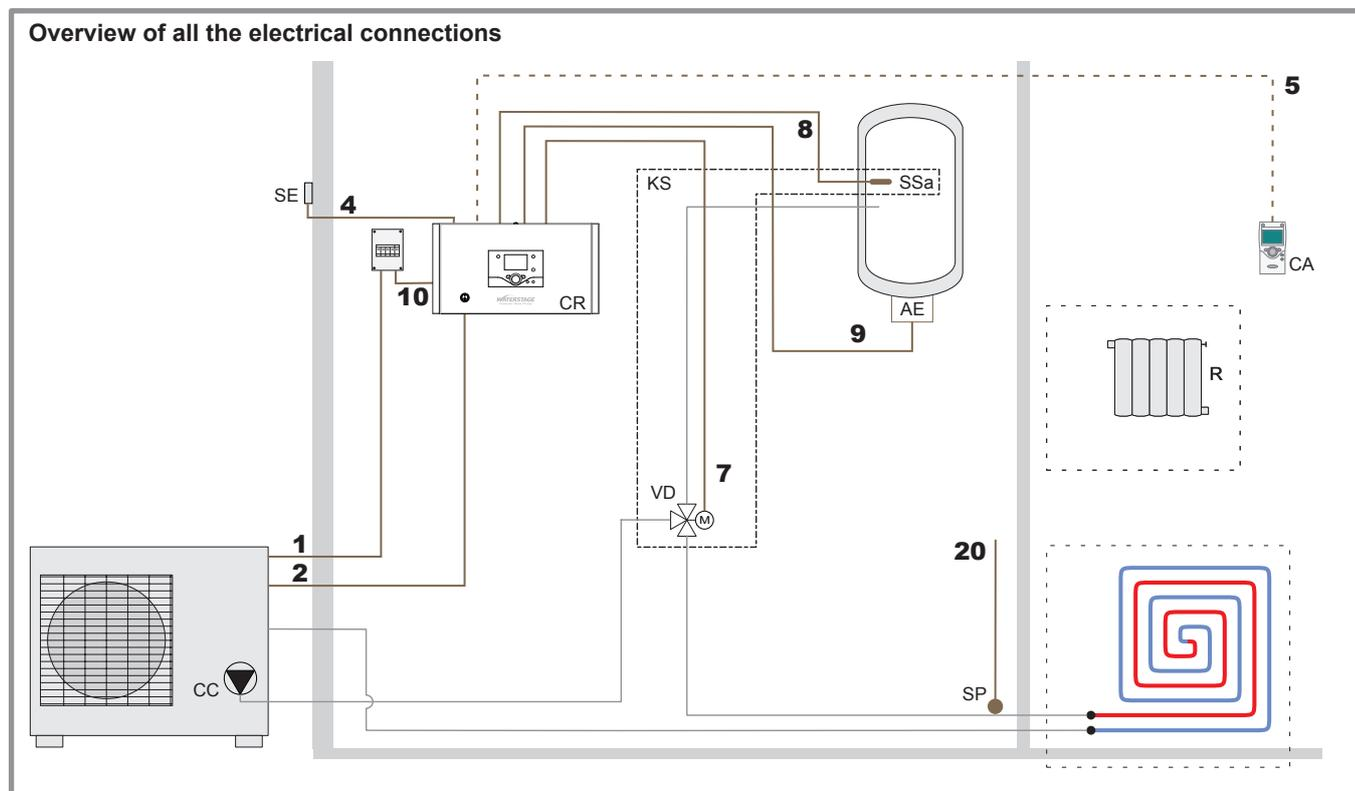 Overview of all the electrical connections
5
8
KS
SSa
SE
4
CA
10
WATERSTAGE
CR
AE
9
R
7
VD
M
20
1
2
SP
CC